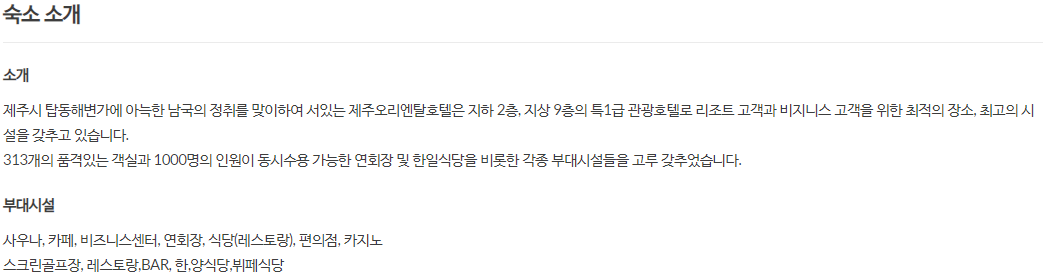 숙소 소개
소개
제주시 탑동해변가에 아늑한 남국의 정취를 맞이하여 서있는 제주오리엔탈호텔은 지하 2층, 지상 9층의 특1급 관광호텔로 리조트 고객과 비지니스 고객을 위한 최적의 장소, 최고의 시
설을 갖추고 있습니다.
313개의 품격있는 객실과 1000명의 인원이 동시수용 가능한 연회장 및 한일식당을 비롯한 각종 부대시설들을 고루 갖추었습니다.
부대시설
사우나, 카페, 비즈니스센터, 연회장, 식당(레스토랑), 편의점, 카지노
스크린골프장, 레스토랑,BAR, 한,양식당,뷔페식당